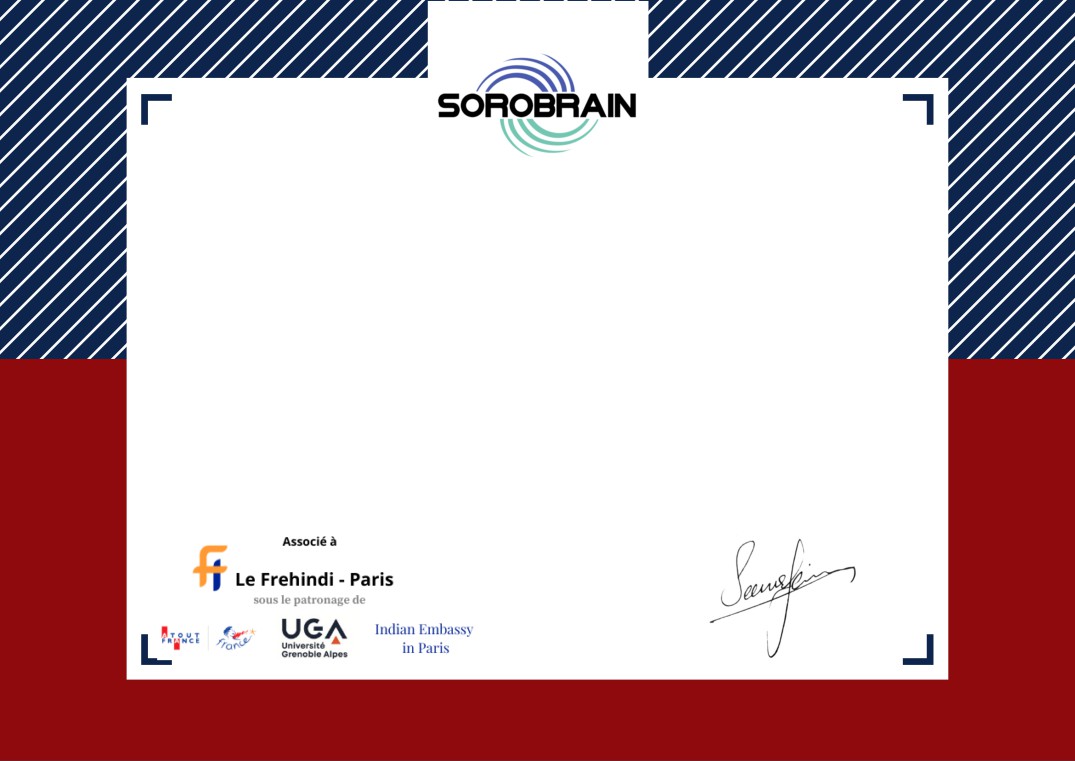 SOROBRAIN
Associé à
Le Frehindi - Paris
sous le patronage de
ATOUT
FRANCE
France
UGA
Université
Grenoble Alpes
Indian Embassy
in Paris